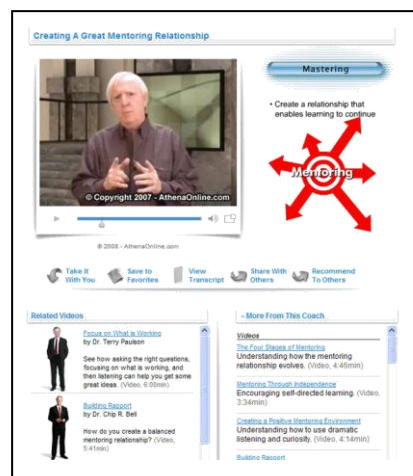 Creating A Great Mentoring Relationship
Mastering
• Create a relationship that
enables learning to continue
Mentoring
© Copyright 2007 - AthenaOnline.com
© 2008 - AthenaOnline.com
Take It
With You
Save to
Favorites
View
Transcript
Share With
Others
Recommend
To Others
Related Videos
Focus on What is Working
by Dr. Terry Paulson
See how asking the right questions,
focusing on what is working, and
then listening can help you get some
great ideas. (Video, 6:00min)
Building Rapport
by Dr. Chip R. Bell
How do you create a balanced
mentoring relationship? (Video,
5:41min)
– More From This Coach
Videos
The Four Stages of Mentoring
Understanding how the mentoring
relationship evolves. (Video, 4:46min)
Mentoring Through Independence
Encouraging self-directed learning. (Video,
3:34min)
Creating a Positive Mentoring Environment
Understanding how to use dramatic
listening and curiosity. (Video, 4:14min)
Building Rapport